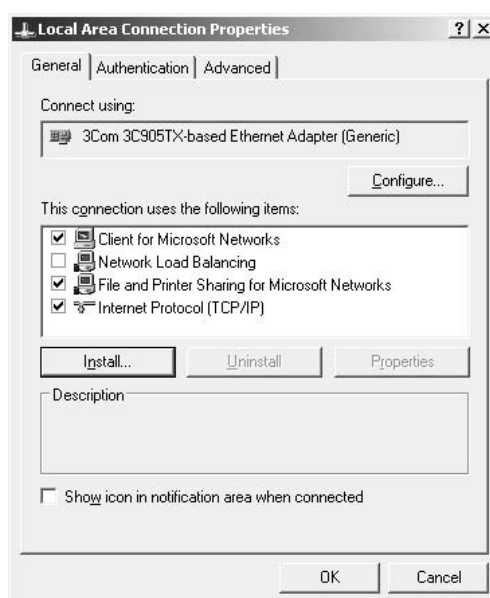 Local Area Connection Properties ? X
General Authentication Advanced
Connect using:
3Com 3C905TX-based Ethernet Adapter (Generic)
Configure...
This connection uses the following items:
Client for Microsoft Networks
Network Load Balancing
File and Printer Sharing for Microsoft Networks
Internet Protocol (TCP/IP)
Install... Uninstall Properties
Description
Show icon in notification area when connected
OK Cancel